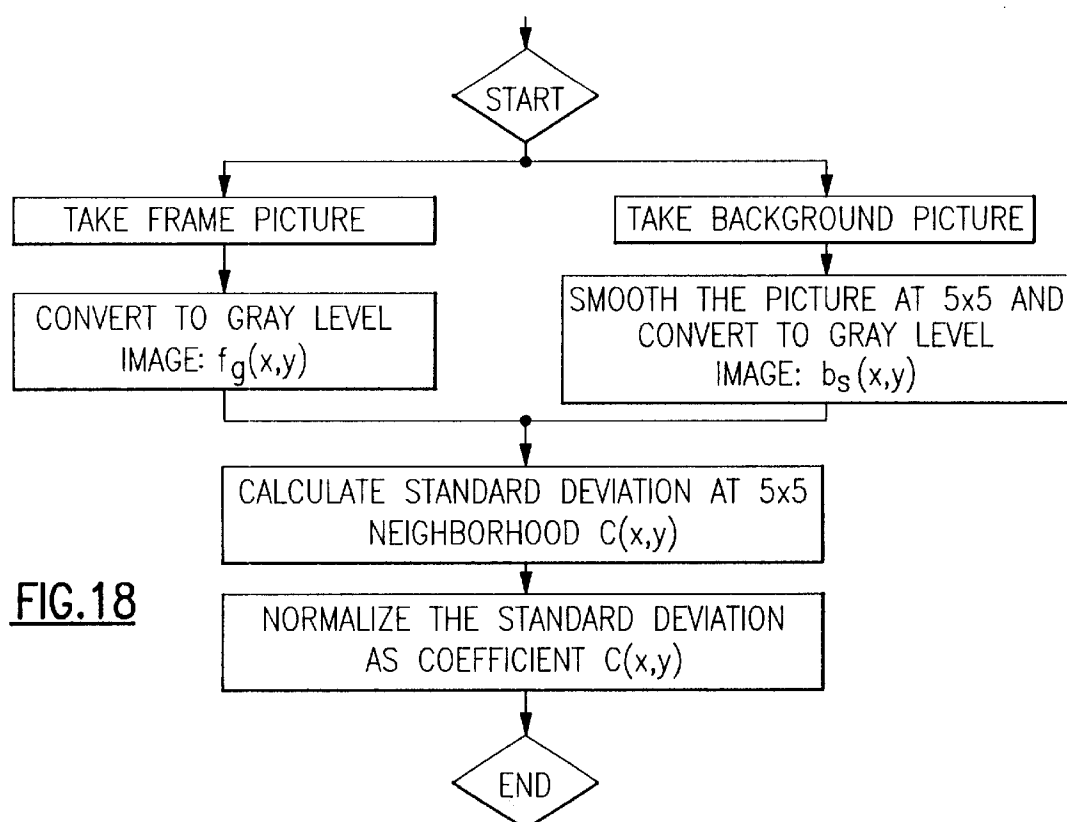 START
TAKE FRAME PICTURE
TAKE BACKGROUND PICTURE
CONVERT TO GRAY LEVEL
IMAGE: f_g(x,y)
SMOOTH THE PICTURE AT 5x5 AND
CONVERT TO GRAY LEVEL
IMAGE: b_s(x,y)
CALCULATE STANDARD DEVIATION AT 5x5
NEIGHBORHOOD C(x,y)
NORMALIZE THE STANDARD DEVIATION
AS COEFFICIENT C(x,y)
END
FIG.18